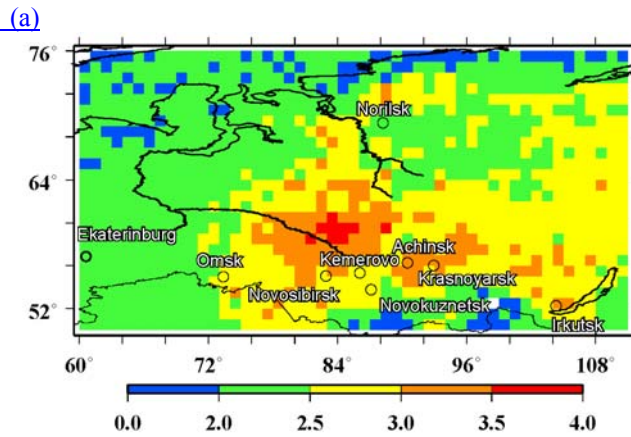 (a)
76°
Norilsk
64°
Ekaterinburg
Achinsk
Omsk
Kemerovo
Krasnoyarsk
Novosibirsk
Novokuznetsk
52°
Irkutsk
60° 72° 84° 96° 108°
0.0 2.0 2.5 3.0 3.5 4.0